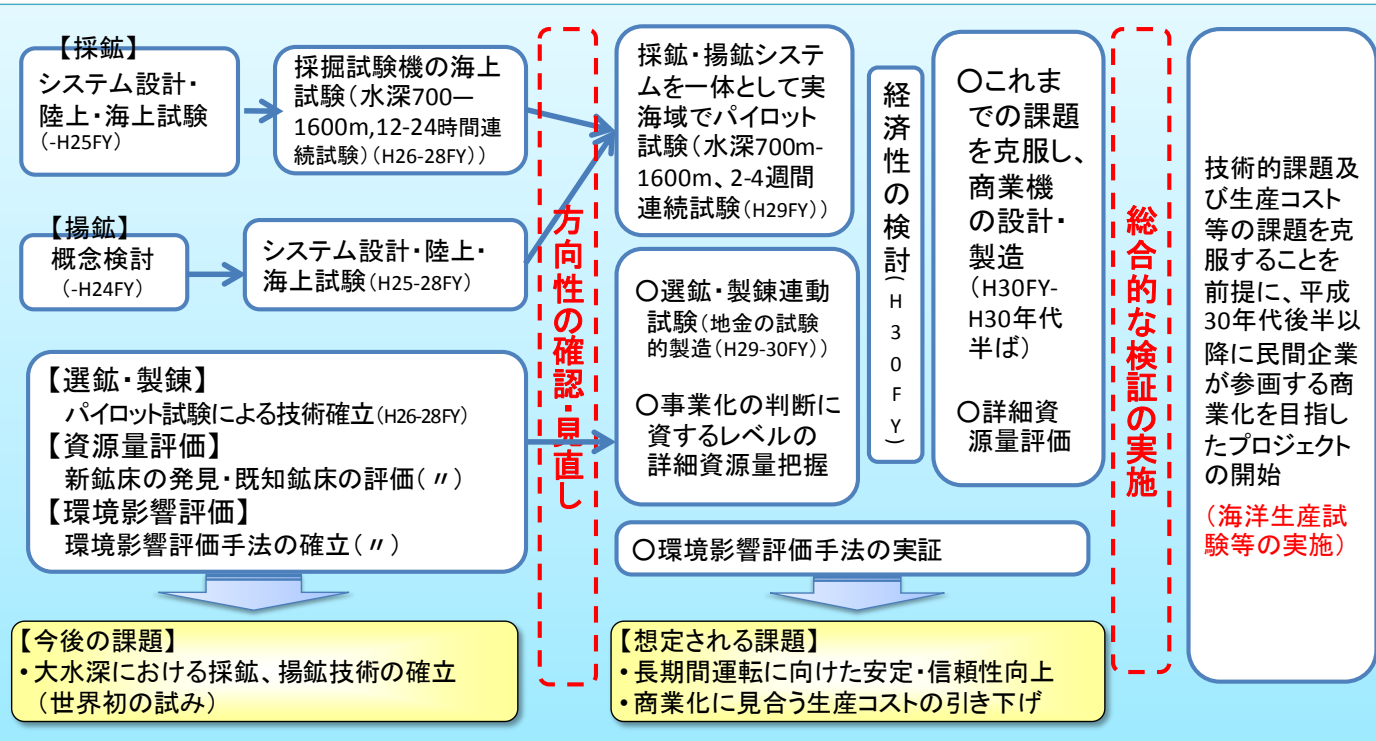 【採鉱】
システム設計・
陸上・海上試験
(-H25FY)
採掘試験機の海上
試験(水深700―
1600m,12-24時間連
続試験)(H26-28FY))
【揚鉱】
概念検討
(-H24FY)
システム設計・陸上・
海上試験(H25-28FY)
【選鉱・製錬】
パイロット試験による技術確立(H26-28FY)
【資源量評価】
新鉱床の発見・既知鉱床の評価(〃)
【環境影響評価】
環境影響評価手法の確立(〃)
【今後の課題】
・大水深における採鉱、揚鉱技術の確立
(世界初の試み)
方向性の確認・見直し
採鉱・揚鉱システ
ムを一体として実
海域でパイロット
試験(水深700m-
1600m、2-4週間
連続試験(H29FY))
〇選鉱・製錬連動
試験(地金の試験
的製造(H29-30FY))
〇事業化の判断に
資するレベルの
詳細資源量把握
経済性の検討(H30FY)
〇これま
での課題
を克服し、
商業機
の設計・
製造
(H30FY-
H30年代
半ば)
〇詳細資
源量評価
〇環境影響評価手法の実証
【想定される課題】
・長期間運転に向けた安定・信頼性向上
・商業化に見合う生産コストの引き下げ
総合的な検証の実施
技術的課題及
び生産コスト
等の課題を克
服することを
前提に、平成
30年代後半以
降に民間企業
が参画する商
業化を目指し
たプロジェクト
の開始
(海洋生産試
験等の実施)